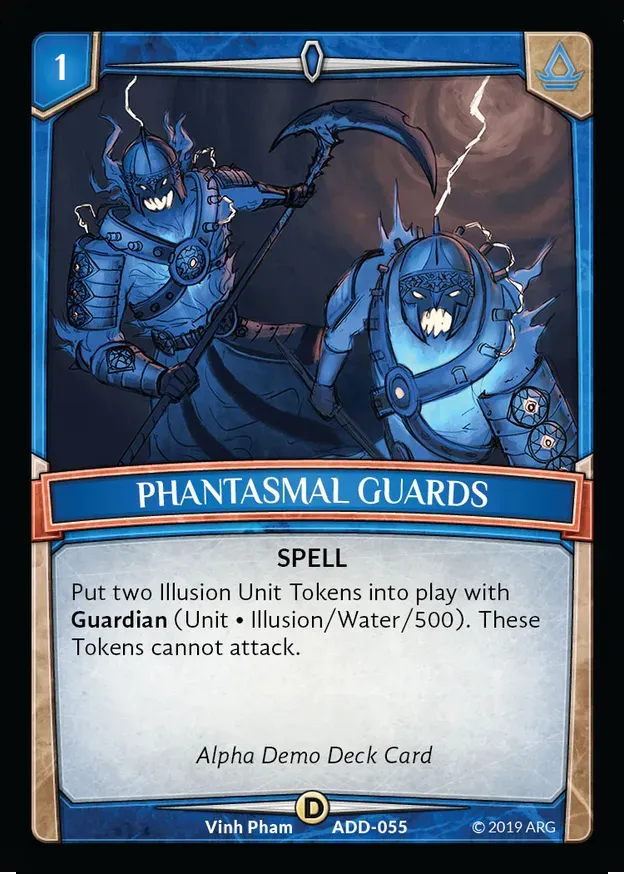 1
PHANTASMAL GUARDS
SPELL
Put two Illusion Unit Tokens into play with
Guardian (Unit • Illusion/Water/500). These
Tokens cannot attack.
Alpha Demo Deck Card
D
Vinh Pham ADD-055 © 2019 ARG